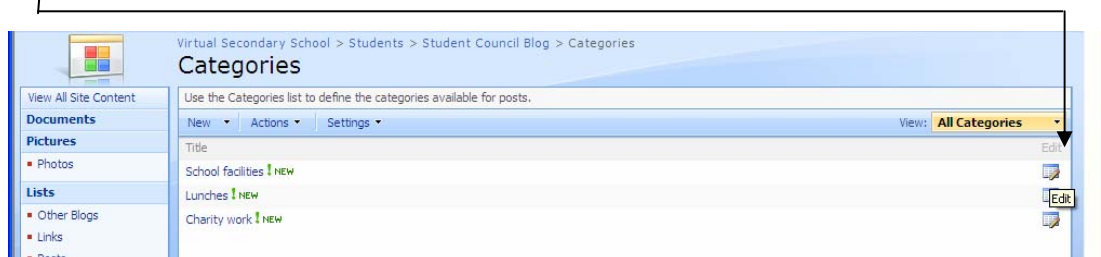 Virtual Secondary School > Students > Student Council Blog > Categories
Categories
View All Site Content
Use the Categories list to define the categories available for posts.
Documents
New Actions Settings View: All Categories
Pictures
Title Edit
Photos
School facilities ! NEW
Lists
Lunches ! NEW
Edit
Other Blogs
Charity work ! NEW
Links